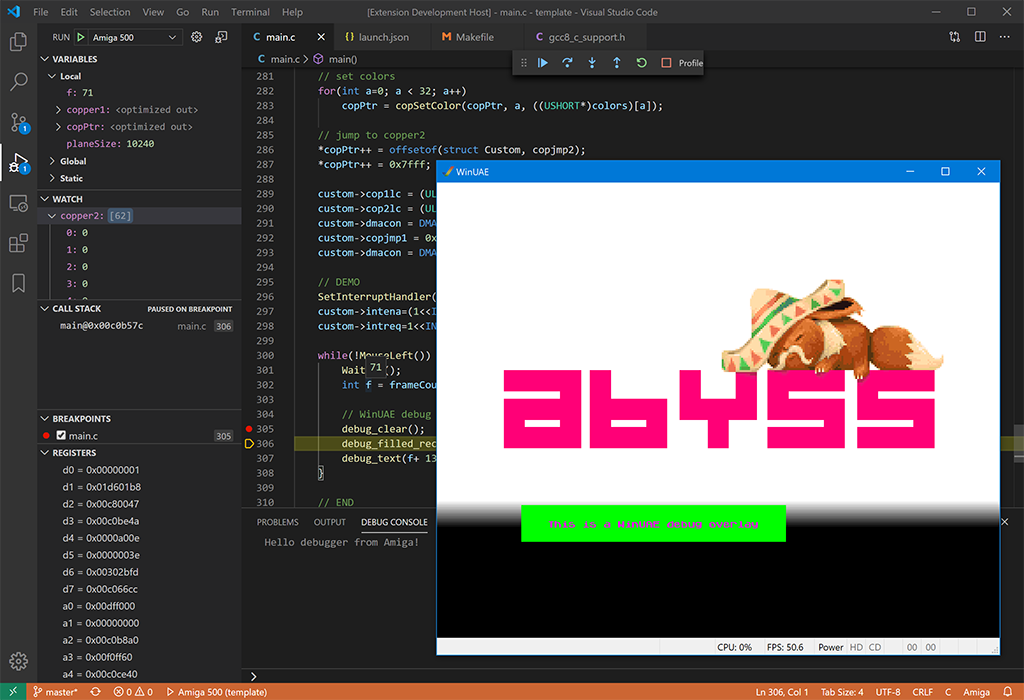 File Edit Selection View Go Run Terminal Help [Extension Development Host] - main.c - template - Visual Studio Code
RUN Amiga 500
C main.c {} launch.json M Makefile C gcc8_c_support.h
C main.c > main()
Profile
VARIABLES
Local
f: 71
copper1: <optimized out>
copPtr: <optimized out>
planeSize: 10240
Global
Static
WATCH
copper2: [62]
0: 0
1: 0
2: 0
3: 0
CALL STACK PAUSED ON BREAKPOINT
main@0x00c0b57c main.c 306
BREAKPOINTS
main.c 305
REGISTERS
d0 = 0x00000001
d1 = 0x01d601b8
d2 = 0x00c80047
d3 = 0x00c0be4a
d4 = 0x0000a00e
d5 = 0x0000003e
d6 = 0x00302bfd
d7 = 0x00c066cc
a0 = 0x00dff000
a1 = 0x00000000
a2 = 0x00c0b8a0
a3 = 0x00f0ff60
a4 = 0x00c0ce40
281 // set colors
282 for(int a=0; a < 32; a++)
283 copPtr = copSetColor(copPtr, a, ((USHORT*)colors)[a]);
284
285 // jump to copper2
286 *copPtr++ = offsetof(struct Custom, copjmp2);
287 *copPtr++ = 0x7fff;
288
289 custom->cop1lc = (UL
290 custom->cop2lc = (UL
291 custom->dmacon = DMA
292 custom->copjmp1 = 0x
293 custom->dmacon = DMA
294
295 // DEMO
296 SetInterruptHandler(
297 custom->intena=(1<<I
298 custom->intreq=1<<IN
299
300 while(!MouseLeft())
301 Wait 71 ();
302 int f = frameCou
303
304 // WinUAE debug
305 debug_clear();
306 debug_filled_rec
307 debug_text(f+ 13
308 }
309
310 // END
PROBLEMS OUTPUT DEBUG CONSOLE
Hello debugger from Amiga!
WinUAE
abyss
This is a WinUAE debug overlay
CPU: 0% FPS: 50.6 Power HD CD 00 00
1
1
master* 0 0 Amiga 500 (template) Ln 306, Col 1 Tab Size: 4 UTF-8 CRLF C Amiga